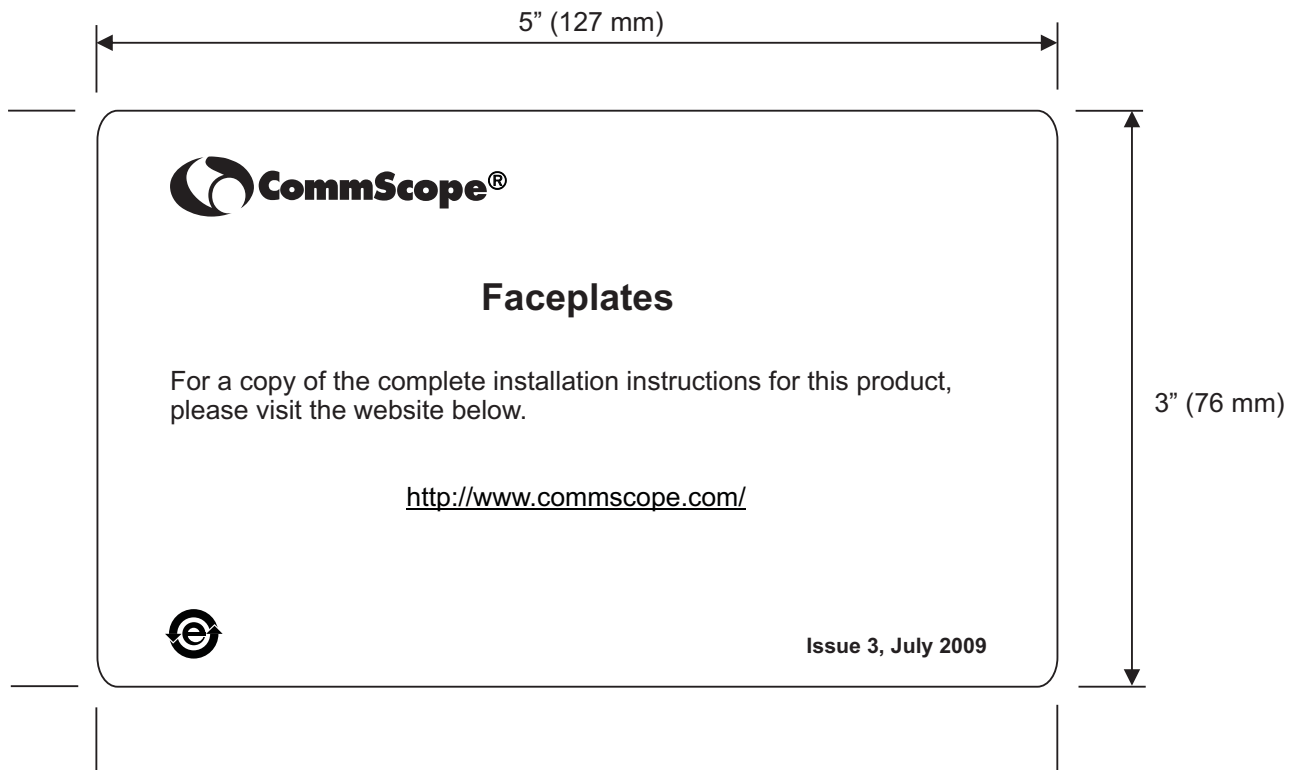 5” (127 mm)
CommScope®
Faceplates
For a copy of the complete installation instructions for this product,
please visit the website below.
3” (76 mm)
http://www.commscope.com/
e
Issue 3, July 2009